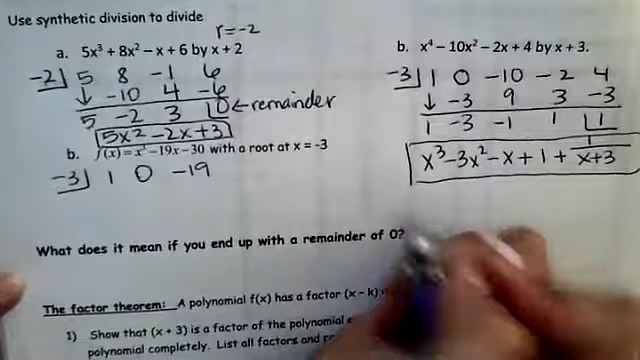 Use synthetic division to divide
r=-2
a. 5x³ + 8x² – x + 6 by x + 2
-2 5 8 -1 6
↓ -10 4 -6
5 -2 3 0 ← remainder
5x² - 2x + 3
b. x⁴ – 10x² – 2x + 4 by x + 3.
-3 1 0 -10 -2 4
↓ -3 9 3 -3
1 -3 -1 1 1
x³ - 3x² - x + 1 + 1/x+3
b. f(x) = x³ – 19x – 30 with a root at x = -3
-3 1 0 -19
What does it mean if you end up with a remainder of 0?
The factor theorem: A polynomial f(x) has a factor (x – k)
1) Show that (x + 3) is a factor of the polynomial
polynomial completely. List all factors and